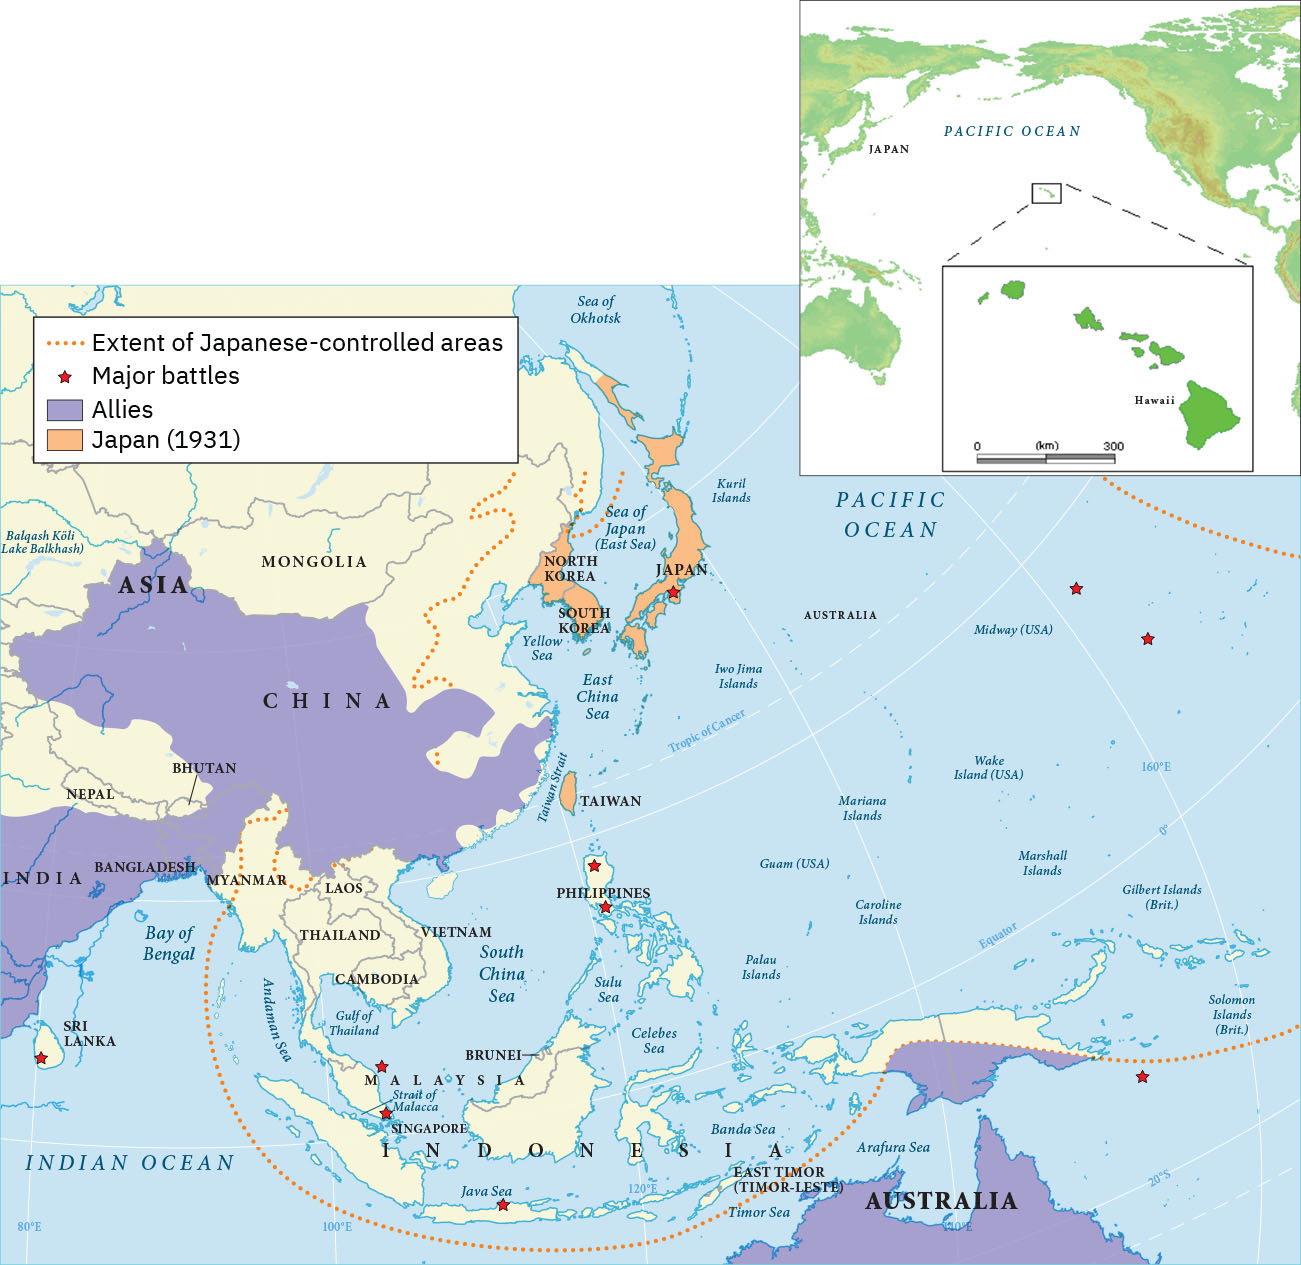 PACIFIC OCEAN
JAPAN
Hawaii
0 (km) 300
Extent of Japanese-controlled areas
Major battles
Allies
Japan (1931)
Sea of
Okhotsk
Kuril
Islands
PACIFIC
OCEAN
Balqash Köli
Lake Balkhash)
MONGOLIA
ASIA
Sea of
Japan
(East Sea)
NORTH
KOREA
JAPAN
SOUTH
KOREA
AUSTRALIA
Midway (USA)
Yellow
Sea
Iwo Jima
Islands
East
China
Sea
CHINA
Tropic of Cancer
BHUTAN
NEPAL
Taiwan Strait
TAIWAN
Wake
Island (USA)
160°E
Mariana
Islands
0°
BANGLADESH
INDIA
MYANMAR
LAOS
PHILIPPINES
Guam (USA)
Marshall
Islands
Gilbert Islands
(Brit.)
Caroline
Islands
Equator
Bay of
Bengal
THAILAND
VIETNAM
South
China
Sea
CAMBODIA
Sulu
Sea
Palau
Islands
Andaman Sea
Gulf of
Thailand
Solomon
Islands
(Brit.)
SRI
LANKA
Celebes
Sea
BRUNEI
MALAYSIA
Strait of
Malacca
SINGAPORE
Banda Sea
INDONESIA
Arafura Sea
INDIAN OCEAN
EAST TIMOR
(TIMOR-LESTE)
Java Sea
120°E
Timor Sea
AUSTRALIA
20°S
80°E
100°E
140°E